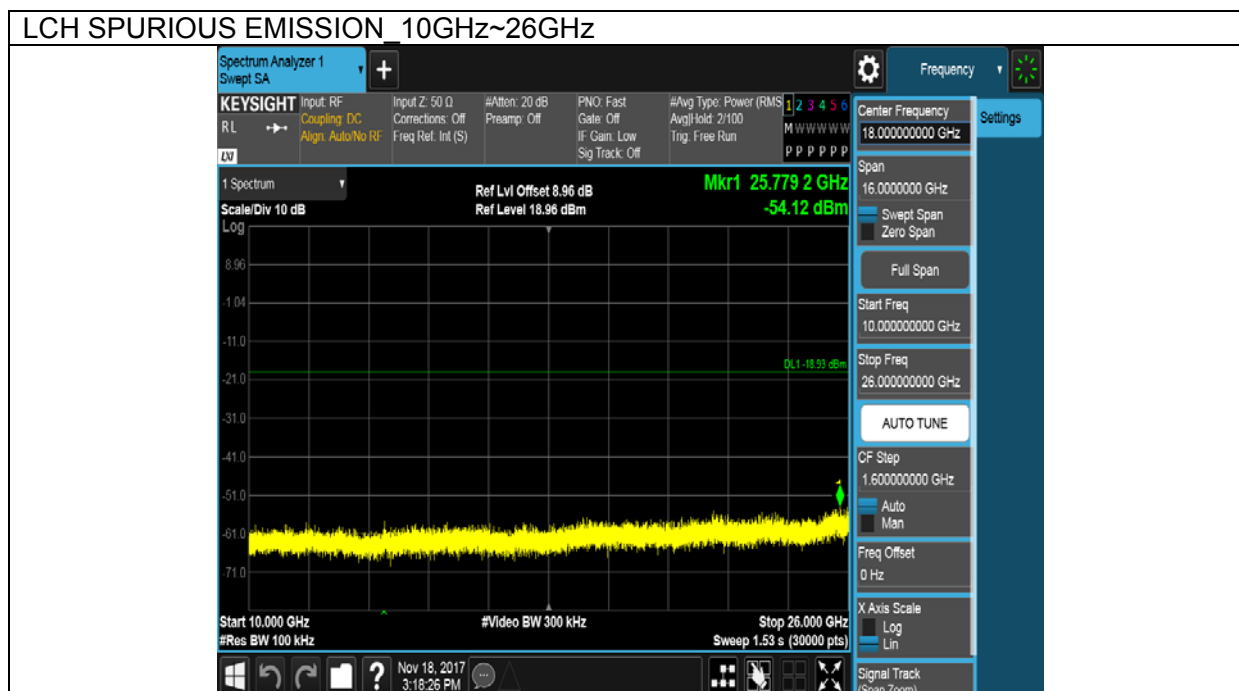 LCH SPURIOUS EMISSION_10GHz~26GHz
Spectrum Analyzer 1
Swept SA
+
Frequency
KEYSIGHT
RL
LXI
Input: RF
Coupling: DC
Align: Auto/No RF
Input Z: 50 Ω
Corrections: Off
Freq Ref: Int (S)
#Atten: 20 dB
Preamp: Off
PNO: Fast
Gate: Off
IF Gain: Low
Sig Track: Off
#Avg Type: Power (RMS
Avg|Hold: 2/100
Trig: Free Run
1 2 3 4 5 6
M W W W W W
P P P P P P
1 Spectrum
Scale/Div 10 dB
Log
Ref Lvl Offset 8.96 dB
Ref Level 18.96 dBm
Mkr1 25.779 2 GHz
-54.12 dBm
8.96
-1.04
-11.0
DL1 -18.93 dBm
-21.0
-31.0
-41.0
-51.0
-61.0
-71.0
1
Start 10.000 GHz
#Res BW 100 kHz
#Video BW 300 kHz
Stop 26.000 GHz
Sweep 1.53 s (30000 pts)
?
Nov 18, 2017
3:18:26 PM
Center Frequency
18.000000000 GHz
Settings
Span
16.0000000 GHz
Swept Span
Zero Span
Full Span
Start Freq
10.000000000 GHz
Stop Freq
26.000000000 GHz
AUTO TUNE
CF Step
1.600000000 GHz
Auto
Man
Freq Offset
0 Hz
X Axis Scale
Log
Lin
Signal Track
(Span Zoom)